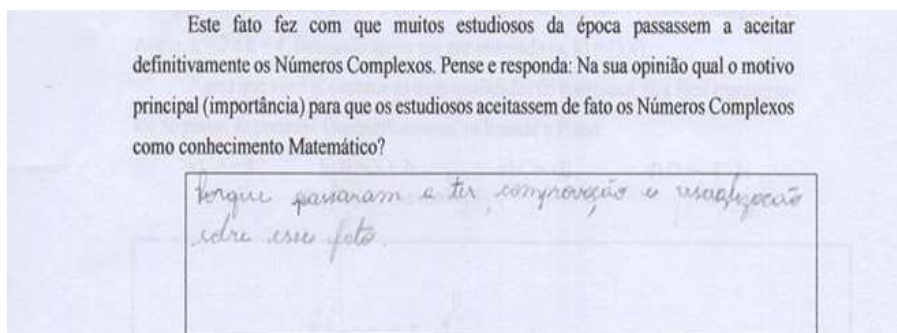 Este fato fez com que muitos estudiosos da época passassem a aceitar
definitivamente os Números Complexos. Pense e responda: Na sua opinião qual o motivo
principal (importância) para que os estudiosos aceitassem de fato os Números Complexos
como conhecimento Matemático?
Porque passaram a ter comprovação e visualização
sobre esse fato.